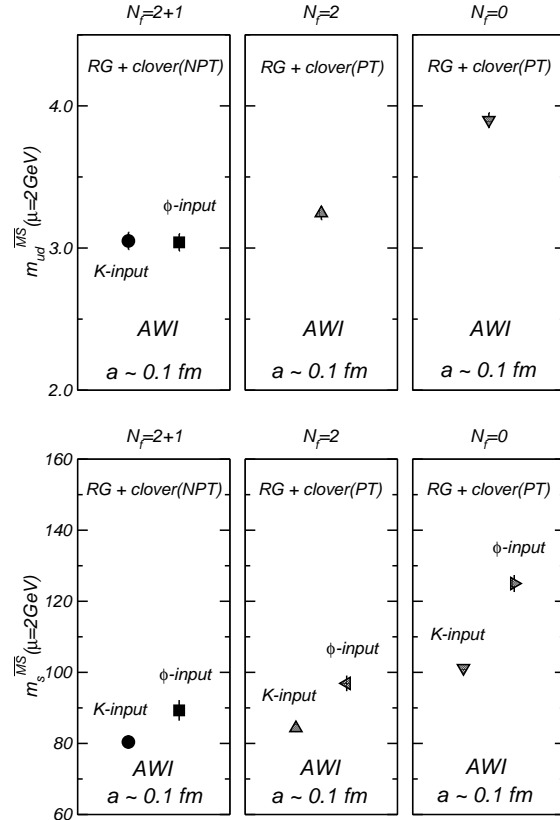 N_f=2+1 N_f=2 N_f=0
RG + clover(NPT) RG + clover(PT) RG + clover(PT)
4.0
3.0
2.0
m_ud^MS̅(μ=2GeV)
ϕ-input
K-input
AWI AWI AWI
a ~ 0.1 fm a ~ 0.1 fm a ~ 0.1 fm
N_f=2+1 N_f=2 N_f=0
160
140
120
100
80
60
m_s^MS̅(μ=2GeV)
RG + clover(NPT) RG + clover(PT) RG + clover(PT)
ϕ-input
K-input
ϕ-input
K-input
ϕ-input
K-input
AWI AWI AWI
a ~ 0.1 fm a ~ 0.1 fm a ~ 0.1 fm